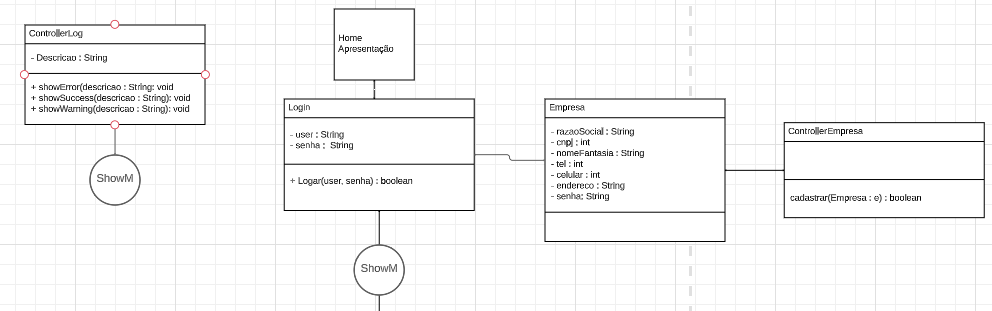 ControllerLog
- Descricao : String
+ showError(descricao : String: void
+ showSuccess(descricao : String): void
+ showWarning(descricao : String): void
ShowM
Home
Apresentação
Login
- user : String
- senha : String
+ Logar(user, senha) : boolean
ShowM
Empresa
- razaoSocial : String
- cnpj : int
- nomeFantasia : String
- tel : int
- celular : int
- endereco : String
- senha: String
ControllerEmpresa
cadastrar(Empresa : e) : boolean